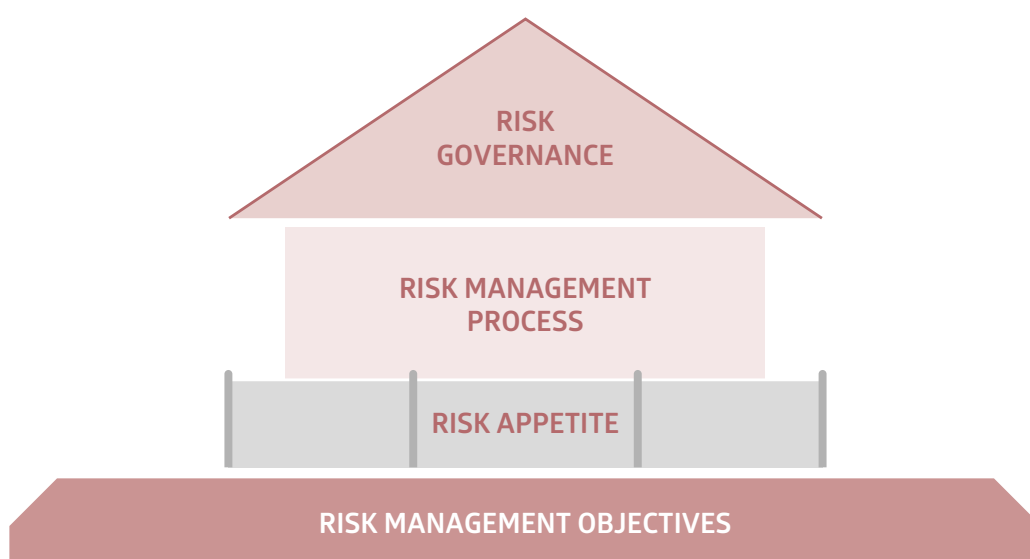 RISK
GOVERNANCE
RISK MANAGEMENT
PROCESS
RISK APPETITE
RISK MANAGEMENT OBJECTIVES